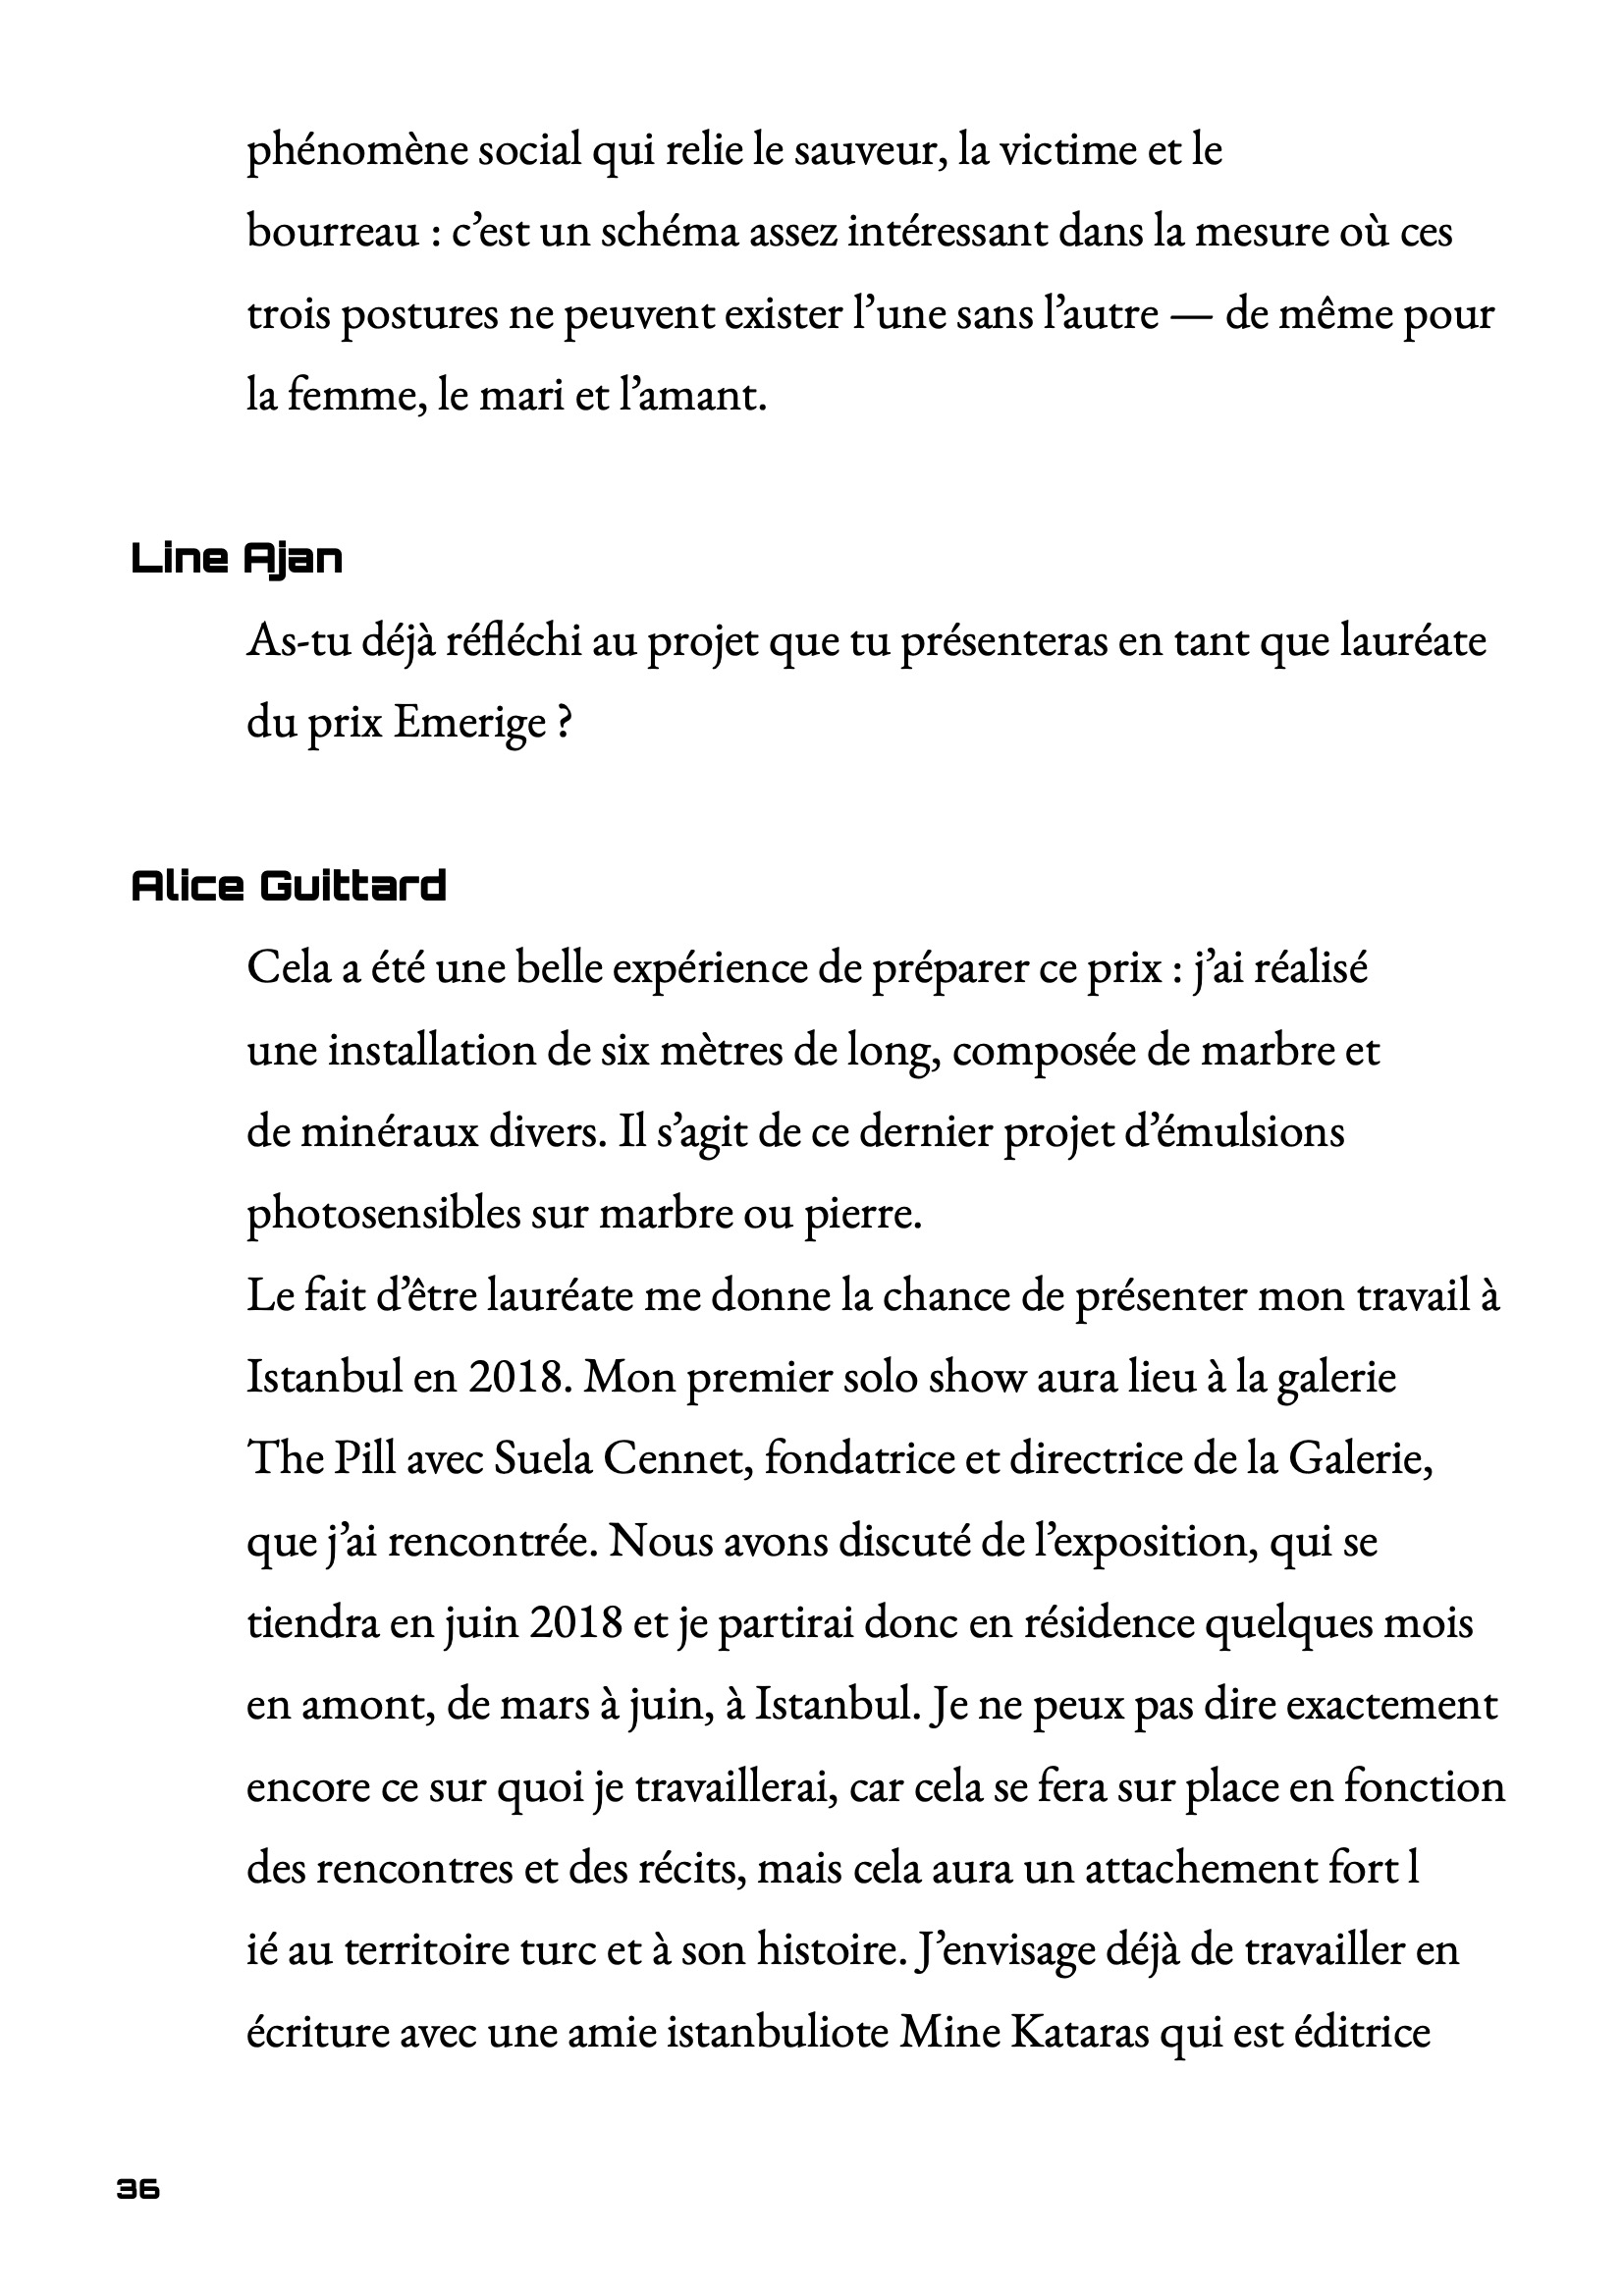 phénomène social qui relie le sauveur, la victime et le
bourreau : c’est un schéma assez intéressant dans la mesure où ces
trois postures ne peuvent exister l’une sans l’autre — de même pour
la femme, le mari et l’amant.
Line Ajan
As-tu déjà réfléchi au projet que tu présenteras en tant que lauréate
du prix Emerige ?
Alice Guittard
Cela a été une belle expérience de préparer ce prix : j’ai réalisé
une installation de six mètres de long, composée de marbre et
de minéraux divers. Il s’agit de ce dernier projet d’émulsions
photosensibles sur marbre ou pierre.
Le fait d’être lauréate me donne la chance de présenter mon travail à
Istanbul en 2018. Mon premier solo show aura lieu à la galerie
The Pill avec Suela Cennet, fondatrice et directrice de la Galerie,
que j’ai rencontrée. Nous avons discuté de l’exposition, qui se
tiendra en juin 2018 et je partirai donc en résidence quelques mois
en amont, de mars à juin, à Istanbul. Je ne peux pas dire exactement
encore ce sur quoi je travaillerai, car cela se fera sur place en fonction
des rencontres et des récits, mais cela aura un attachement fort l
ié au territoire turc et à son histoire. J’envisage déjà de travailler en
écriture avec une amie istanbuliote Mine Kataras qui est éditrice
36